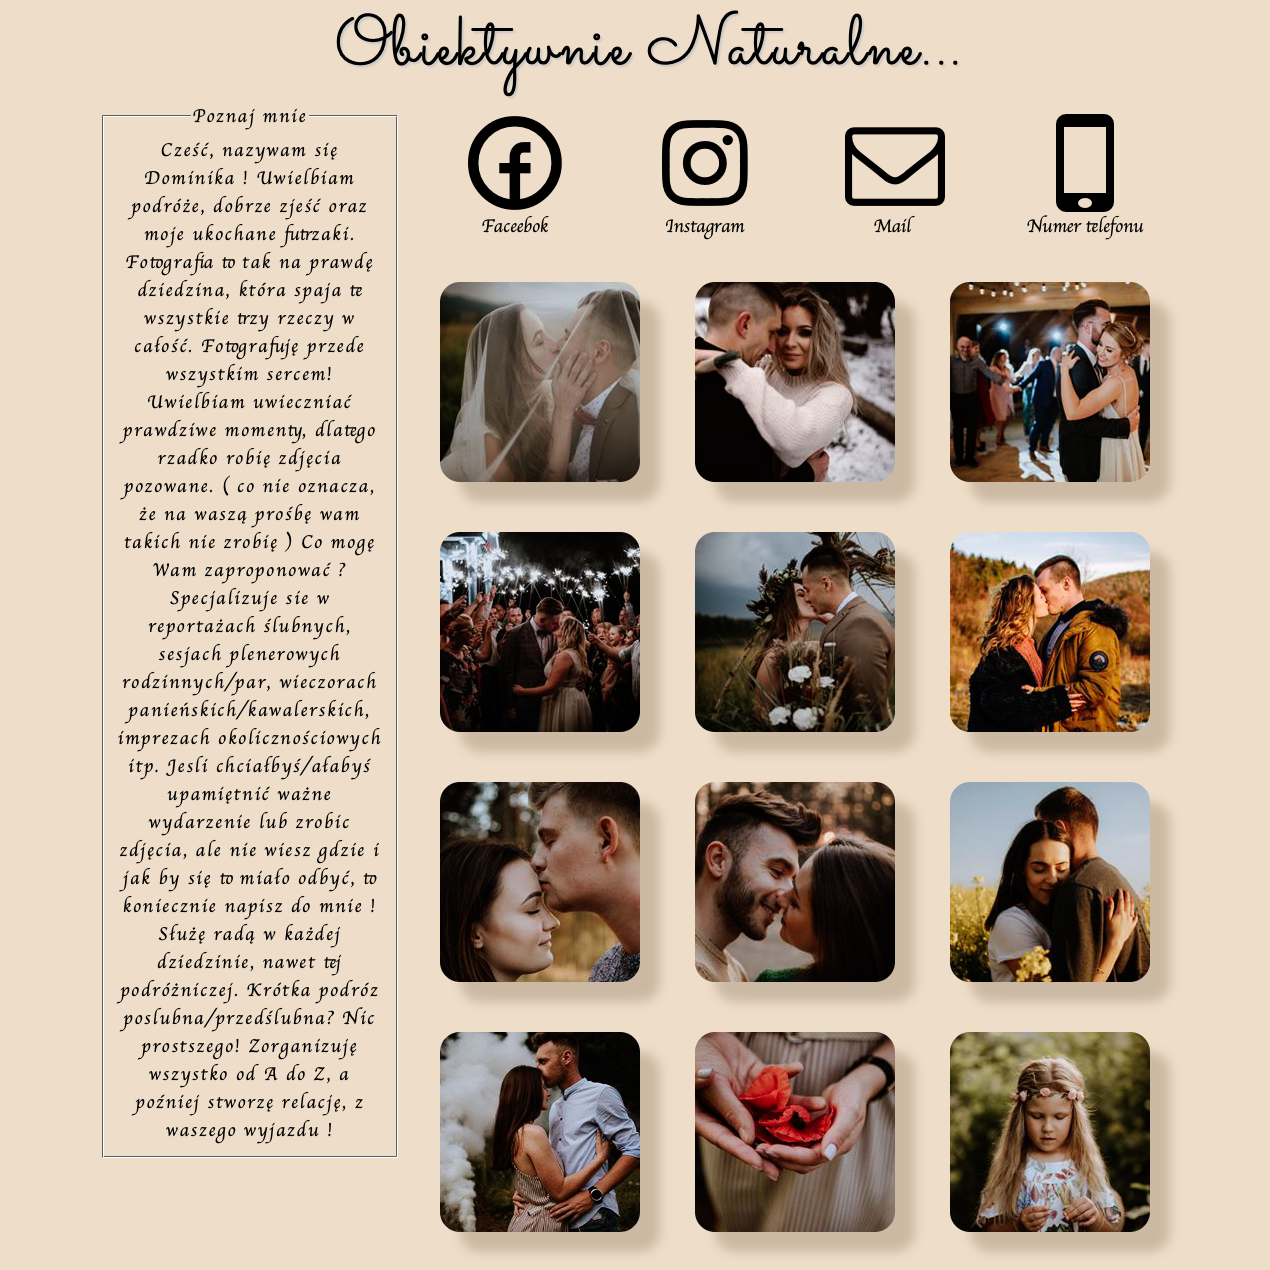 Obiektywnie Naturalne...
Poznaj mnie
Cześć, nazywam się
Dominika ! Uwielbiam
podróże, dobrze zjeść oraz
moje ukochane futrzaki.
Fotografia to tak na prawdę
dziedzina, która spaja te
wszystkie trzy rzeczy w
całość. Fotografuję przede
wszystkim sercem!
Uwielbiam uwieczniać
prawdziwe momenty, dlatego
rzadko robię zdjęcia
pozowane. ( co nie oznacza,
że na waszą prośbę wam
takich nie zrobię ) Co mogę
Wam zaproponować ?
Specjalizuje sie w
reportażach ślubnych,
sesjach plenerowych
rodzinnych/par, wieczorach
panieńskich/kawalerskich,
imprezach okolicznościowych
itp. Jesli chciałbyś/ałabyś
upamiętnić ważne
wydarzenie lub zrobic
zdjęcia, ale nie wiesz gdzie i
jak by się to miało odbyć, to
koniecznie napisz do mnie !
Służę radą w każdej
dziedzinie, nawet tej
podróżniczej. Krótka podróz
poslubna/przedślubna? Nic
prostszego! Zorganizuję
wszystko od A do Z, a
poźniej stworzę relację, z
waszego wyjazdu !
Faceebok
Instagram
Mail
Numer telefonu